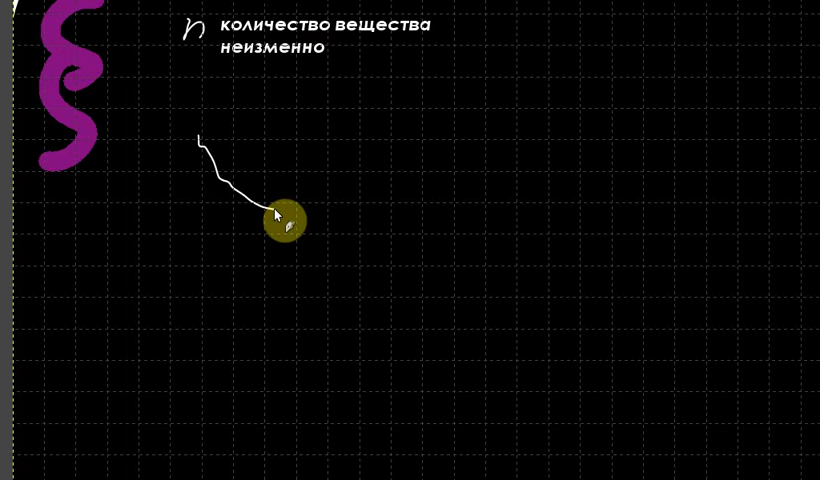 §
n количество вещества
неизменно